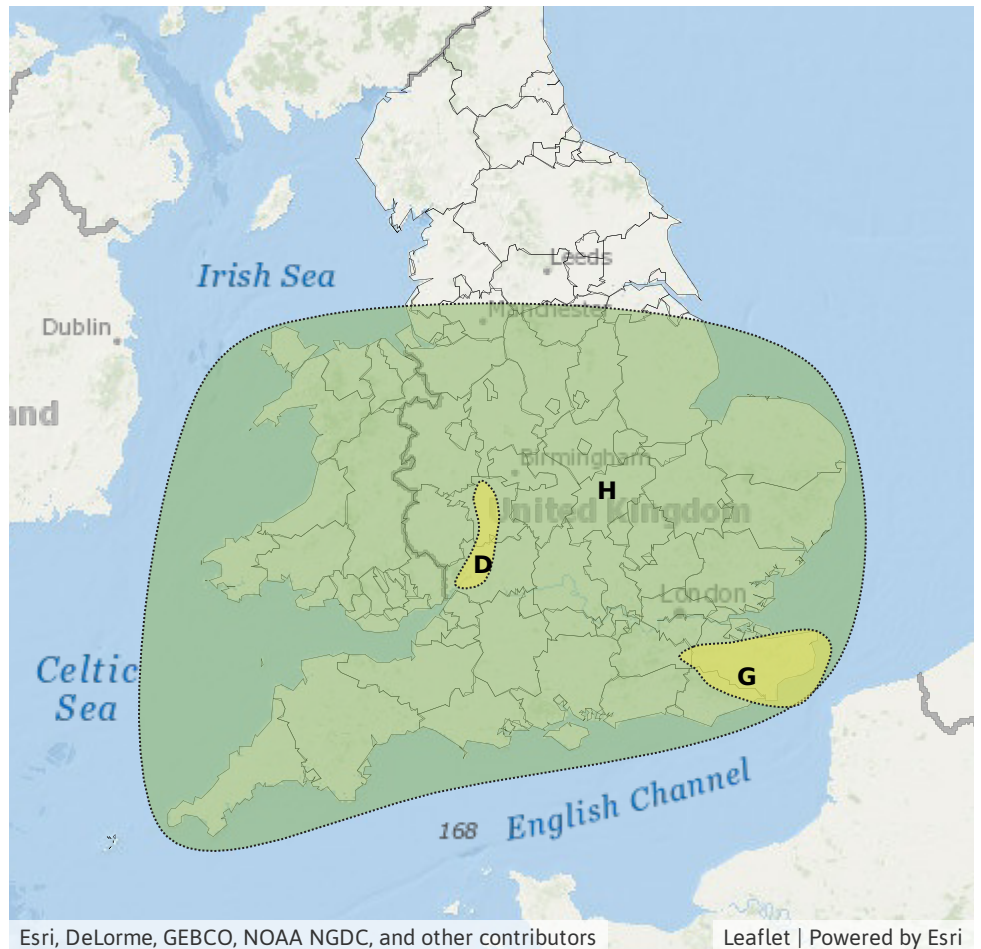 Leeds
Irish Sea
Manchester
Dublin
and
Birmingham
H
United Kingdom
D
London
Celtic
Sea
G
English Channel
168
Esri, DeLorme, GEBCO, NOAA NGDC, and other contributors
Leaflet | Powered by Esri